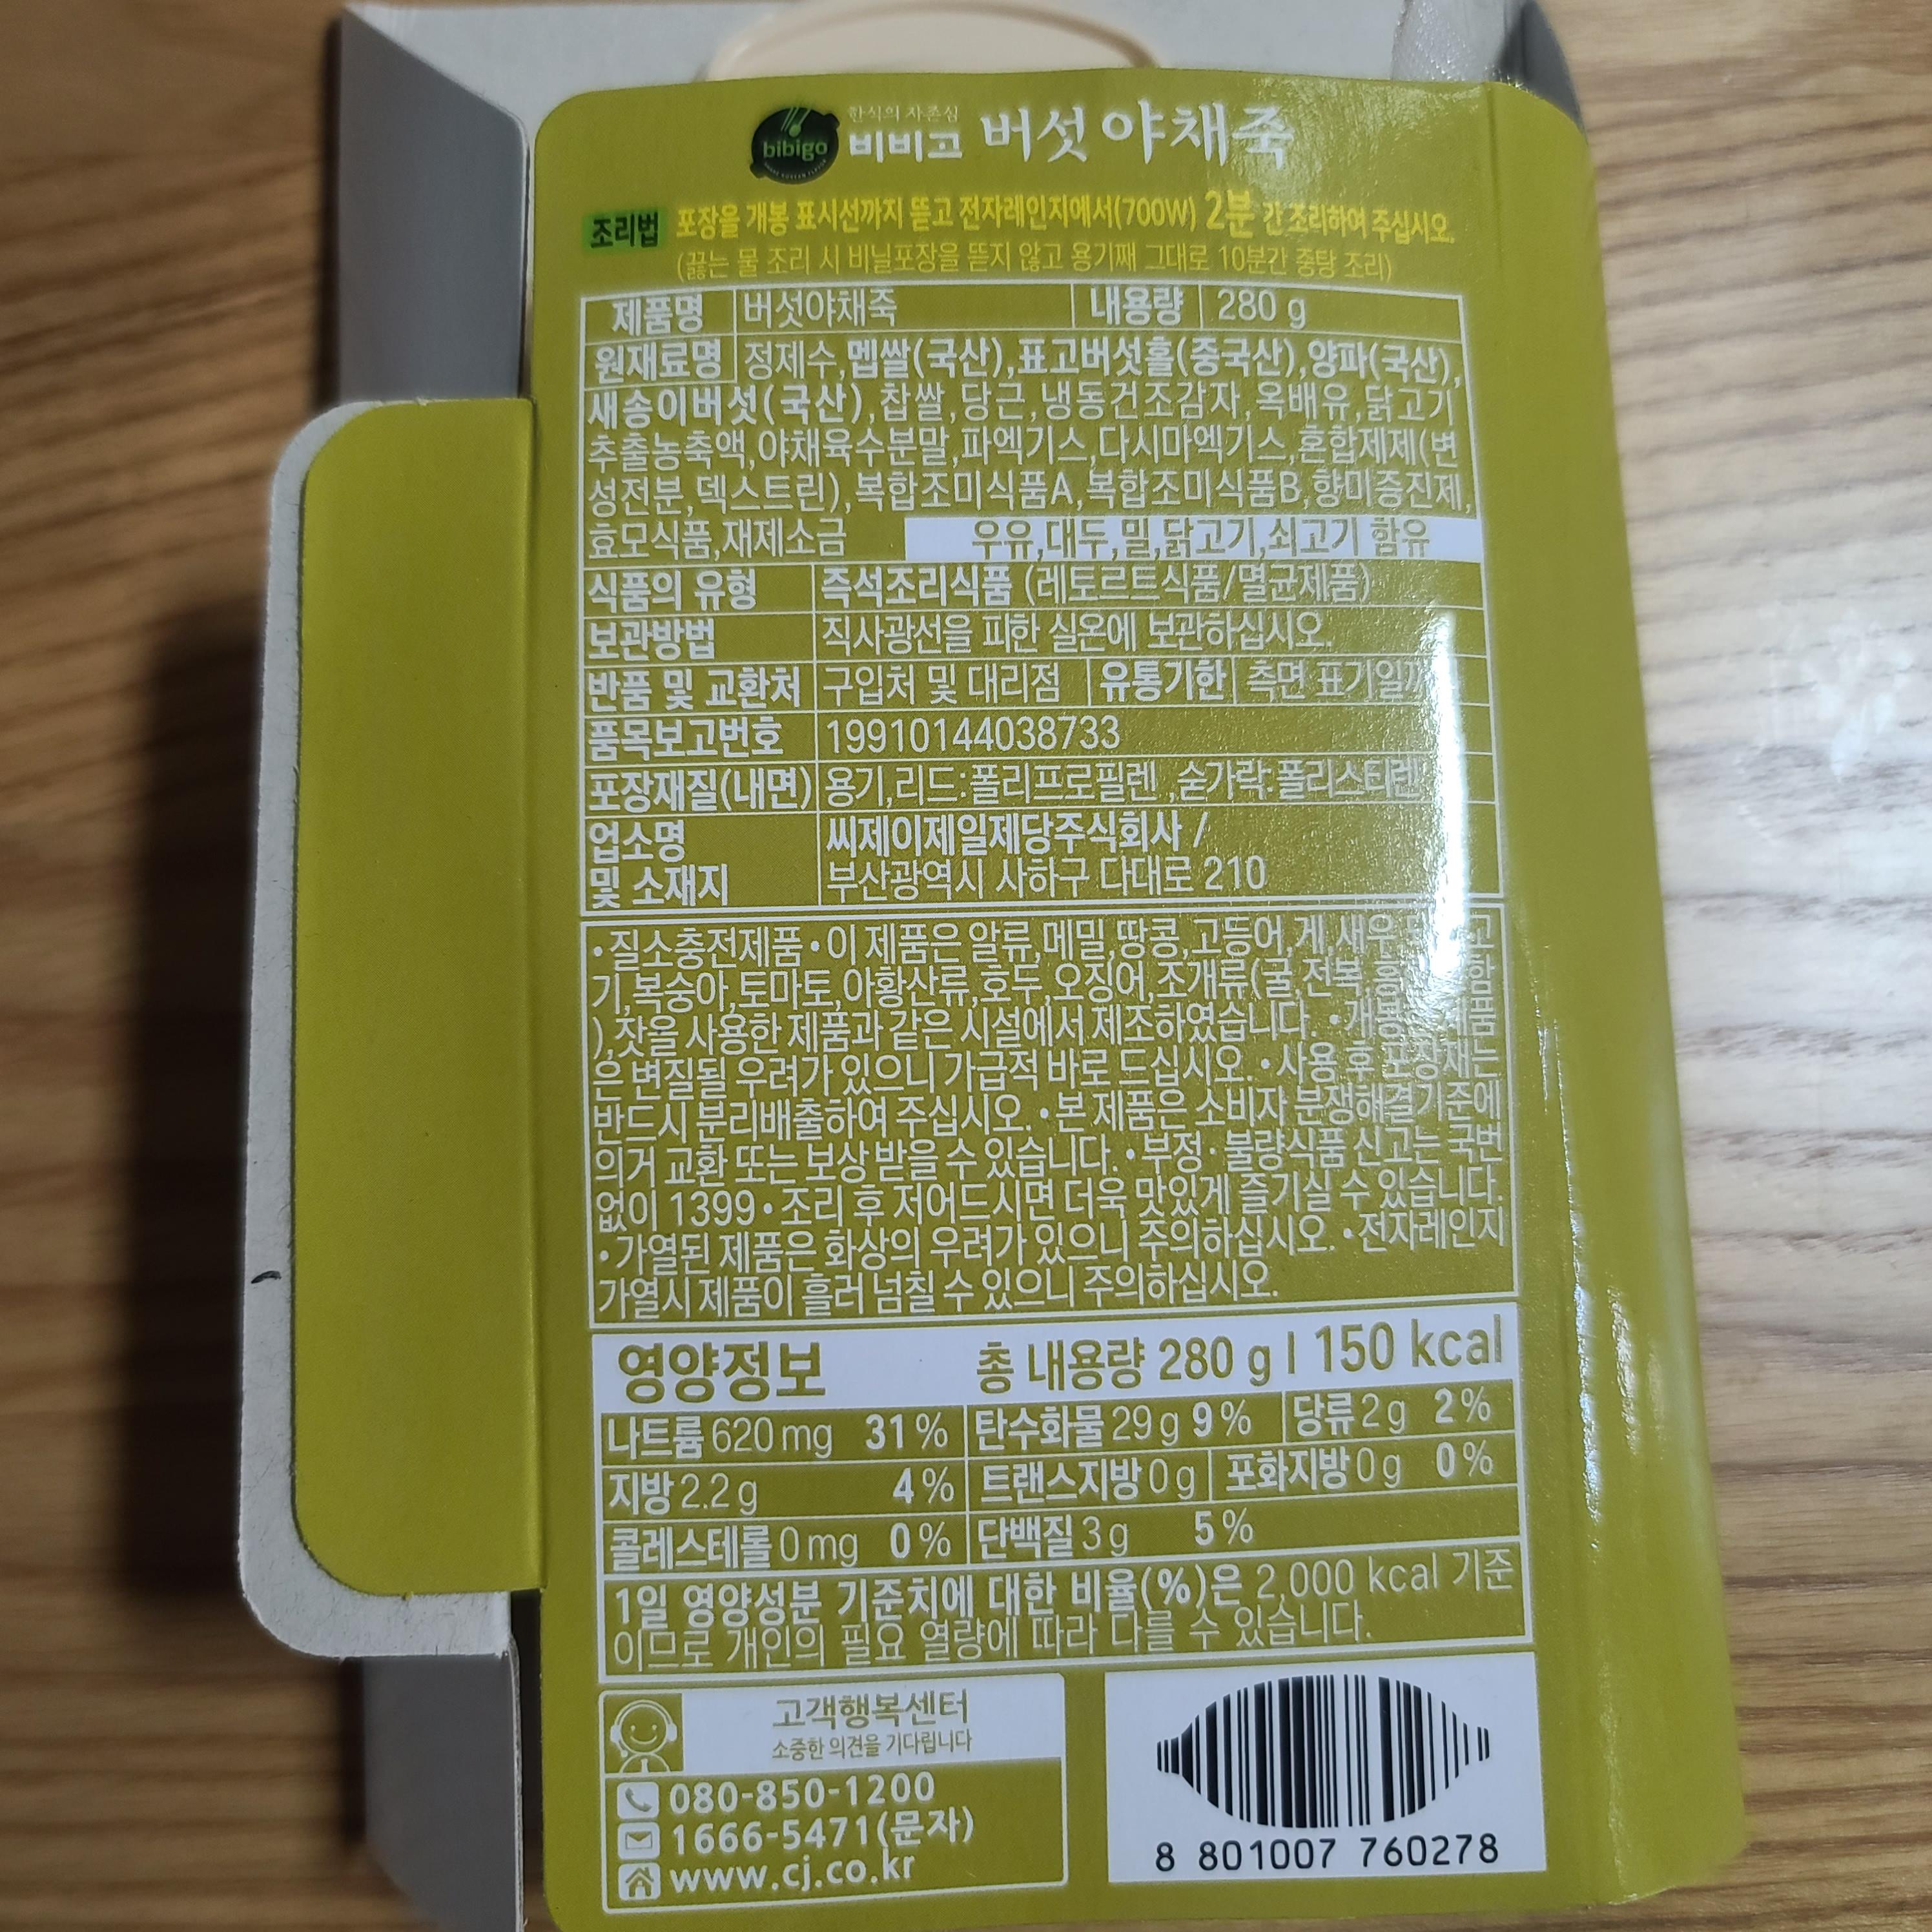 bibigo
한식의 자존심
비비고 버섯야채죽
조리법 포장을 개봉 표시선까지 뜯고 전자레인지에서(700W) 2분 간 조리하여 주십시오.
(끓는 물 조리 시 비닐포장을 뜯지 않고 용기째 그대로 10분간 중탕 조리)
제품명 버섯야채죽 내용량 280 g
원재료명 정제수,멥쌀(국산),표고버섯홀(중국산),양파(국산),
새송이버섯(국산),찹쌀,당근,냉동건조감자,옥배유,닭고기
추출농축액,야채육수분말,파엑기스,다시마엑기스,혼합제제(변
성전분,덱스트린),복합조미식품A,복합조미식품B,향미증진제,
효모식품,재제소금 우유,대두,밀,닭고기,쇠고기 함유
식품의 유형 즉석조리식품 (레토르트식품/멸균제품)
보관방법 직사광선을 피한 실온에 보관하십시오.
반품 및 교환처 구입처 및 대리점 유통기한 측면 표기일까
품목보고번호 19910144038733
포장재질(내면) 용기,리드:폴리프로필렌 ,숟가락:폴리스티렌
업소명 씨제이제일제당주식회사 /
및 소재지 부산광역시 사하구 다대로 210
•질소충전제품•이 제품은 알류,메밀,땅콩,고등어,게,새우 고
기,복숭아,토마토,아황산류,호두,오징어,조개류(굴,전복 함
),잣을 사용한 제품과 같은 시설에서 제조하였습니다. •개봉 제품
은 변질될 우려가 있으니 가급적 바로 드십시오. •사용 후 포장재는
반드시 분리배출하여 주십시오. •본 제품은 소비자 분쟁해결기준에
의거 교환 또는 보상 받을 수 있습니다. •부정·불량식품 신고는 국번
없이 1399•조리 후 저어드시면 더욱 맛있게 즐기실 수 있습니다.
•가열된 제품은 화상의 우려가 있으니 주의하십시오. •전자레인지
가열시 제품이 흘러 넘칠 수 있으니 주의하십시오.
영양정보 총 내용량 280 g l 150 kcal
나트륨 620 mg 31 % 탄수화물 29 g 9 % 당류 2 g 2 %
지방 2.2 g 4 % 트랜스지방 0 g 포화지방 0 g 0 %
콜레스테롤 0 mg 0 % 단백질 3 g 5 %
1일 영양성분 기준치에 대한 비율(%)은 2,000 kcal 기준
이므로 개인의 필요 열량에 따라 다를 수 있습니다.
고객행복센터
소중한 의견을 기다립니다
080-850-1200
1666-5471(문자)
www.cj.co.kr
8 801007 760278